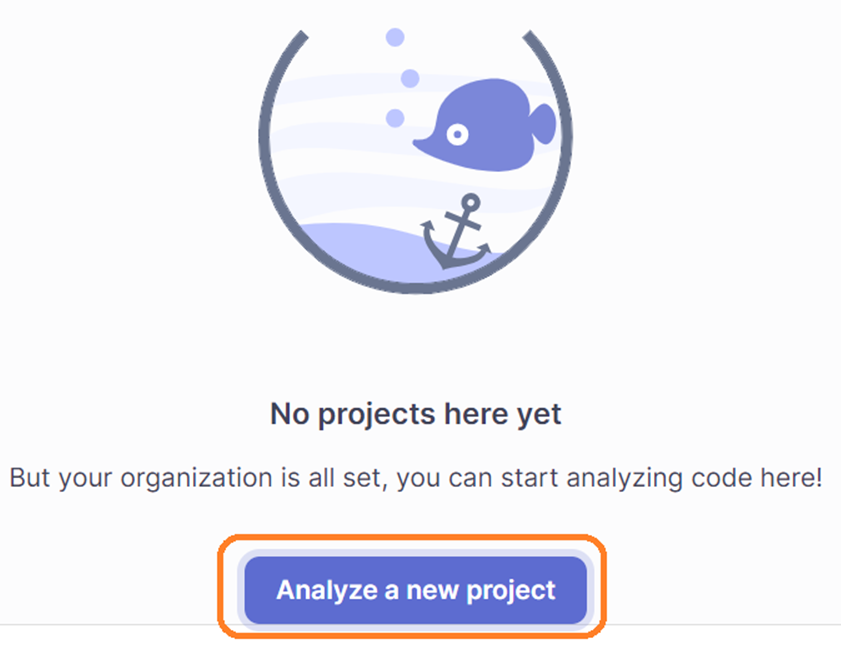 No projects here yet
But your organization is all set, you can start analyzing code here!
Analyze a new project